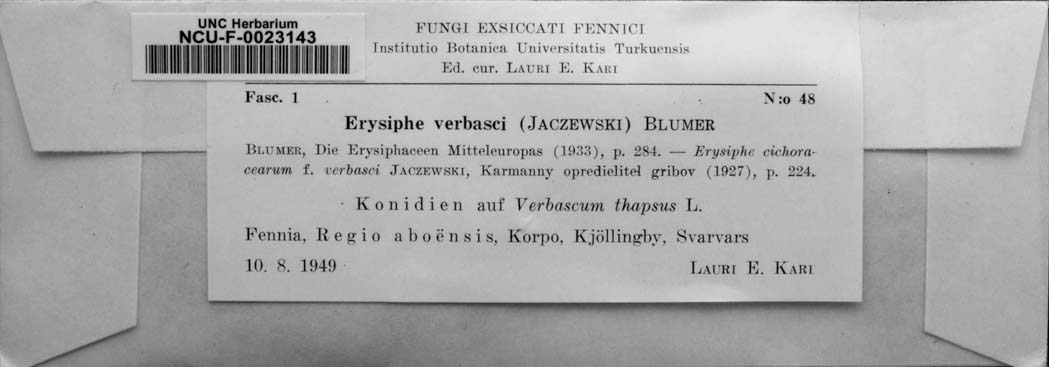 UNC Herbarium
NCU-F-0023143
FUNGI EXSICCATI FENNICI
Institutio Botanica Universitatis Turkuensis
Ed. cur. LAURI E. KARI
Fasc. 1 N:o 48
Erysiphe verbasci (JACZEWSKI) BLUMER
BLUMER, Die Erysiphaceen Mitteleuropas (1933), p. 284. — Erysiphe cichora-
cearum f. verbasci JACZEWSKI, Karmanny opredielitel gribov (1927), p. 224.
Konidien auf Verbascum thapsus L.
Fennia, Regio aboënsis, Korpo, Kjöllingby, Svarvars
10. 8. 1949 LAURI E. KARI